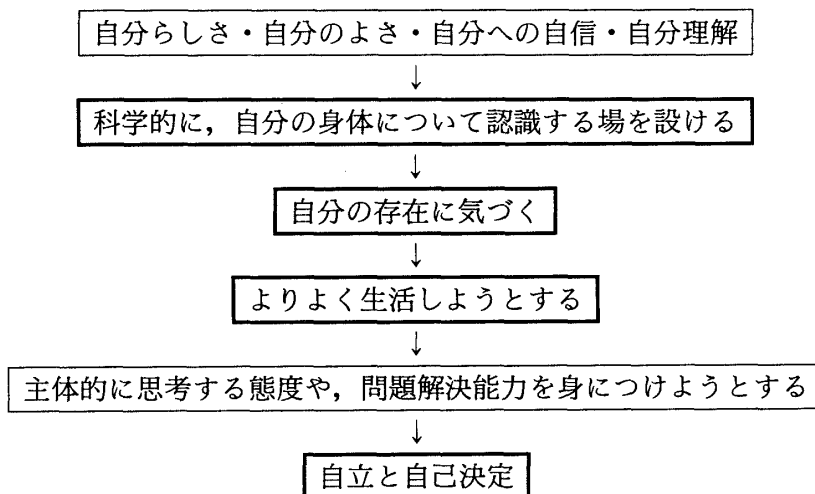 自分らしさ・自分のよさ・自分への自信・自分理解
↓
科学的に，自分の身体について認識する場を設ける
↓
自分の存在に気づく
↓
よりよく生活しようとする
↓
主体的に思考する態度や，問題解決能力を身につけようとする
↓
自立と自己決定